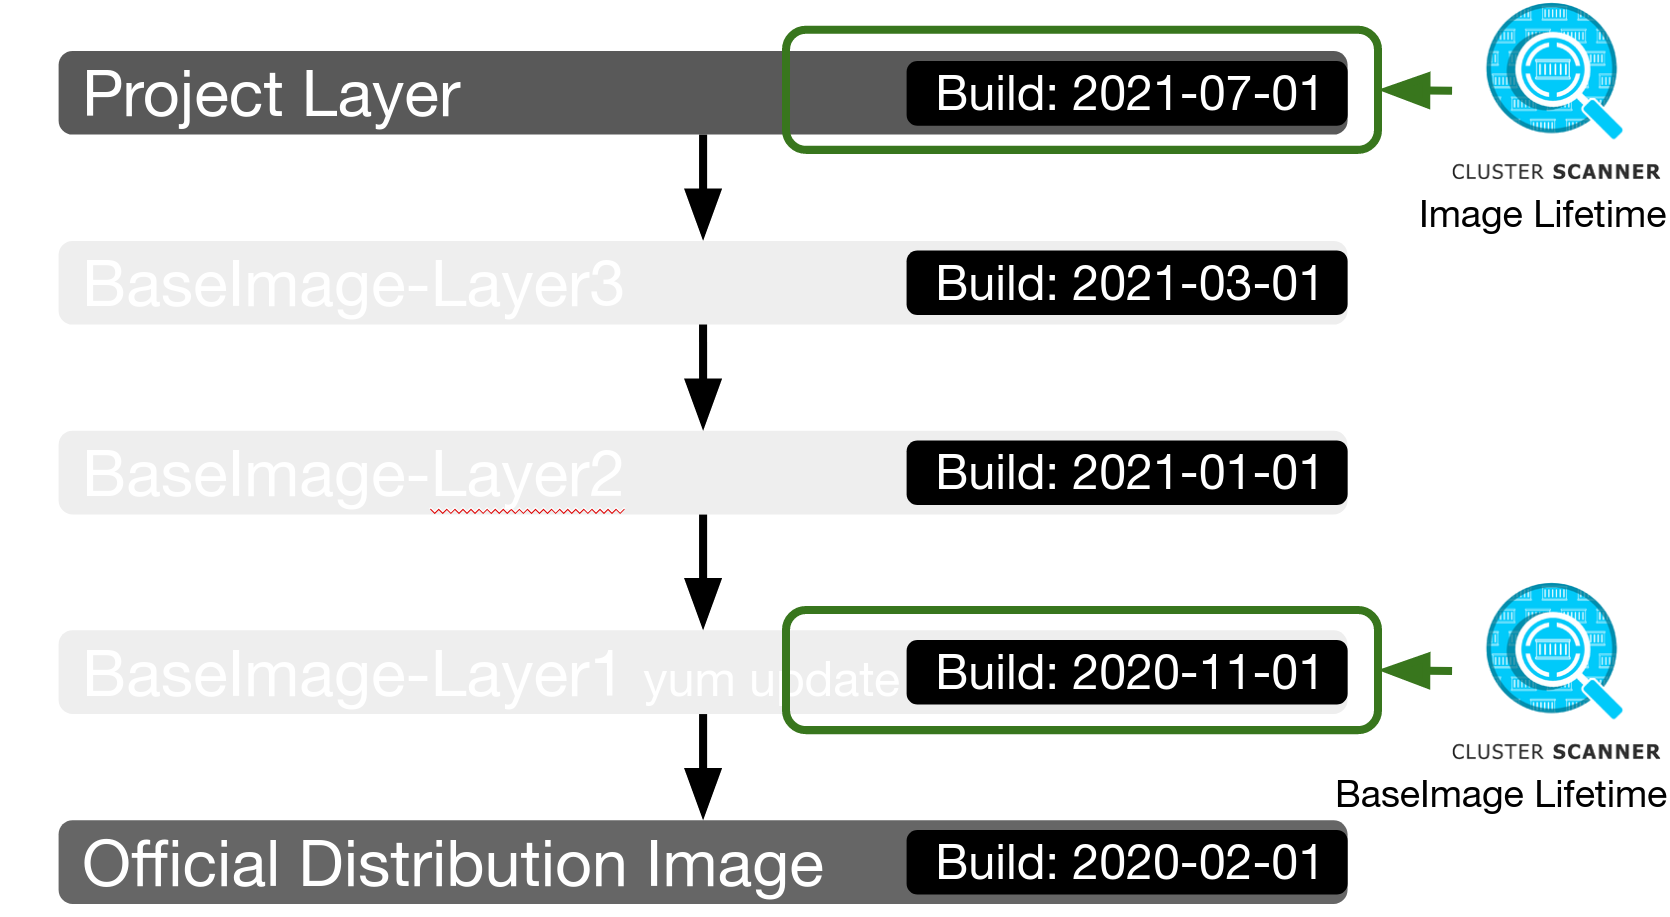 Project Layer Build: 2021-07-01
CLUSTER SCANNER
Image Lifetime
BaseImage-Layer3 Build: 2021-03-01
BaseImage-Layer2 Build: 2021-01-01
BaseImage-Layer1 yum update Build: 2020-11-01
CLUSTER SCANNER
BaseImage Lifetime
Official Distribution Image Build: 2020-02-01